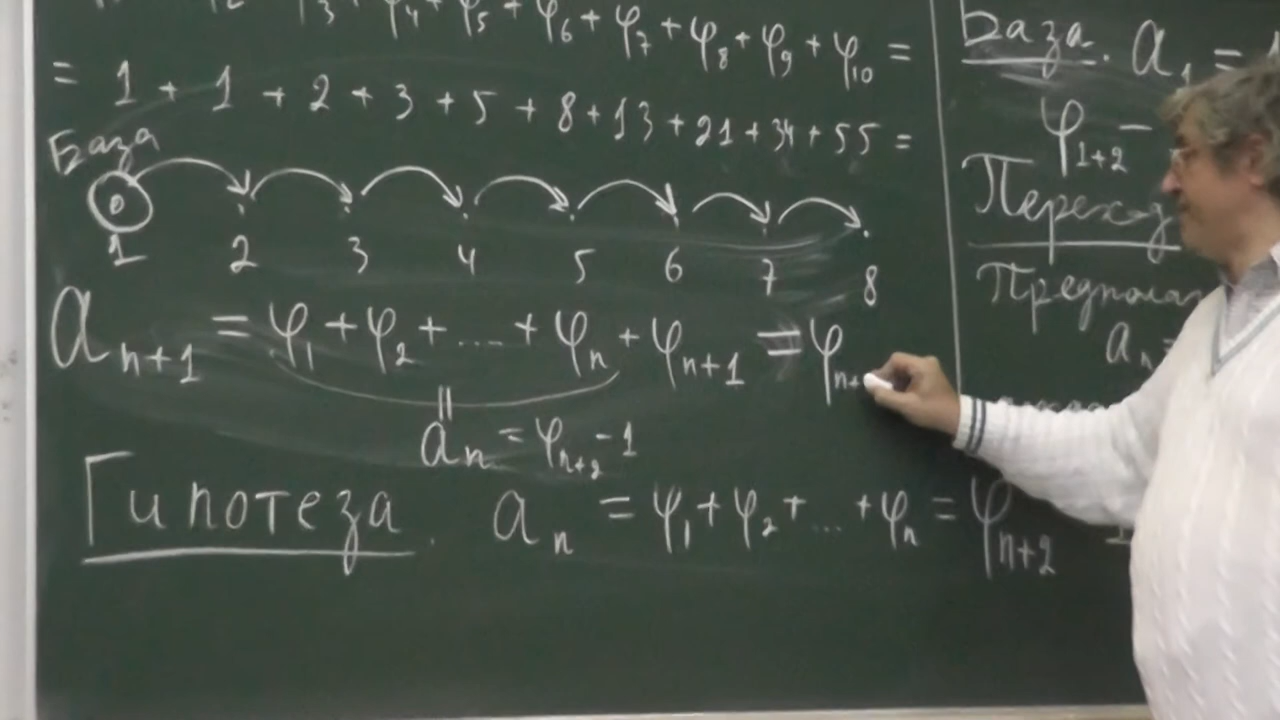 φ₃ + φ₄ + φ₅ + φ₆ + φ₇ + φ₈ + φ₉ + φ₁₀ =
= 1 + 1 + 2 + 3 + 5 + 8 + 13 + 21 + 34 + 55 =
База
1 2 3 4 5 6 7 8
aₙ₊₁ = φ₁ + φ₂ + .... + φₙ + φₙ₊₁ = φₙ₊
||
aₙ = φₙ₊₂ - 1
Гипотеза. aₙ = φ₁ + φ₂ + ... + φₙ = φₙ₊₂
База. a₁ =
φ₁₊₂ -
Переход
Предпола
aₙ =